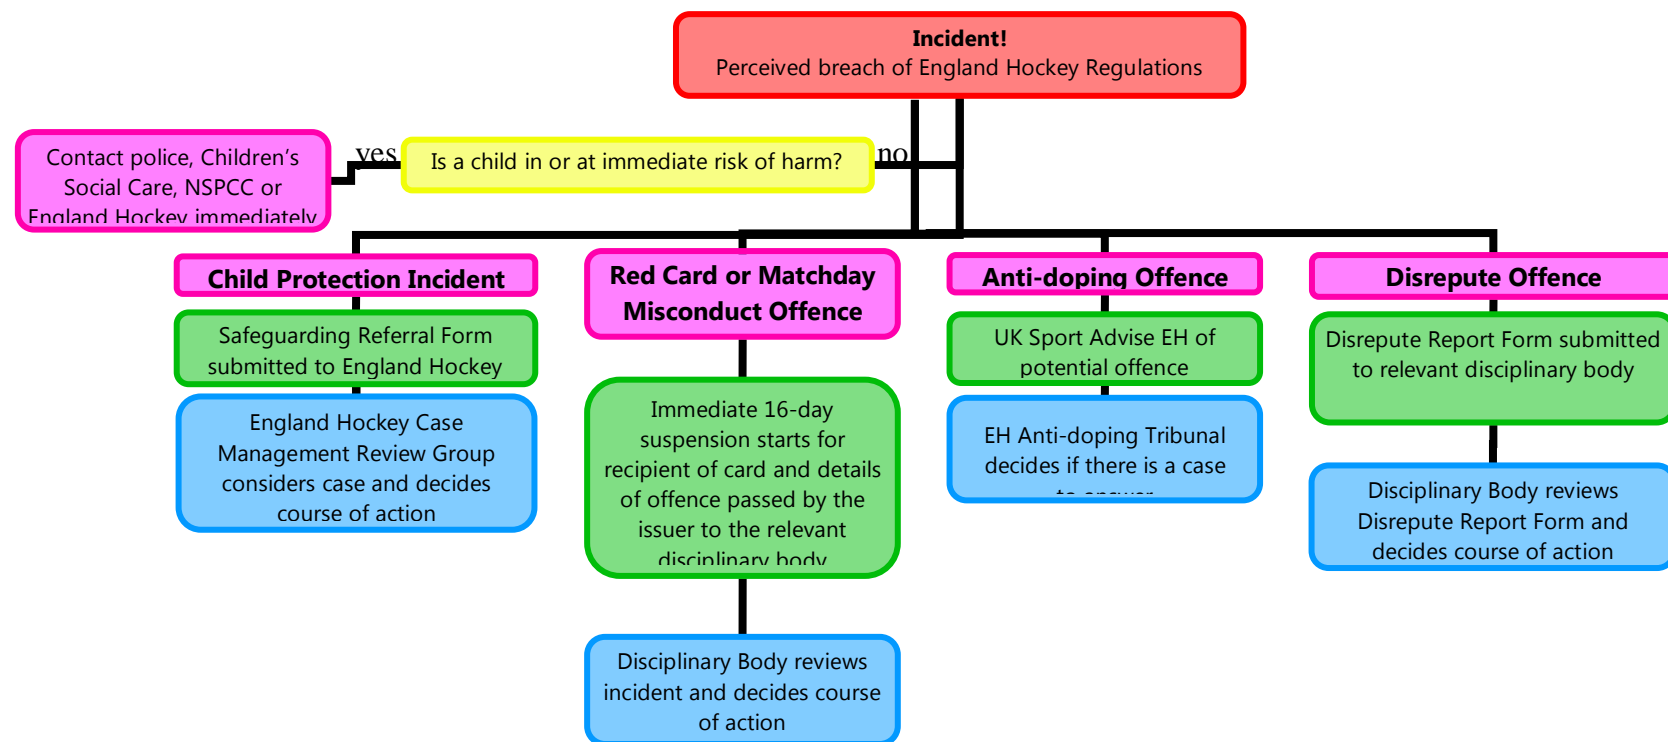 Incident!
Perceived breach of England Hockey Regulations
Contact police, Children's
Social Care, NSPCC or
England Hockey immediately
yes
Is a child in or at immediate risk of harm?
no
Child Protection Incident
Safeguarding Referral Form
submitted to England Hockey
England Hockey Case
Management Review Group
considers case and decides
course of action
Red Card or Matchday
Misconduct Offence
Immediate 16-day
suspension starts for
recipient of card and details
of offence passed by the
issuer to the relevant
disciplinary body
Disciplinary Body reviews
incident and decides course
of action
Anti-doping Offence
UK Sport Advise EH of
potential offence
EH Anti-doping Tribunal
decides if there is a case
to answer
Disrepute Offence
Disrepute Report Form submitted
to relevant disciplinary body
Disciplinary Body reviews
Disrepute Report Form and
decides course of action